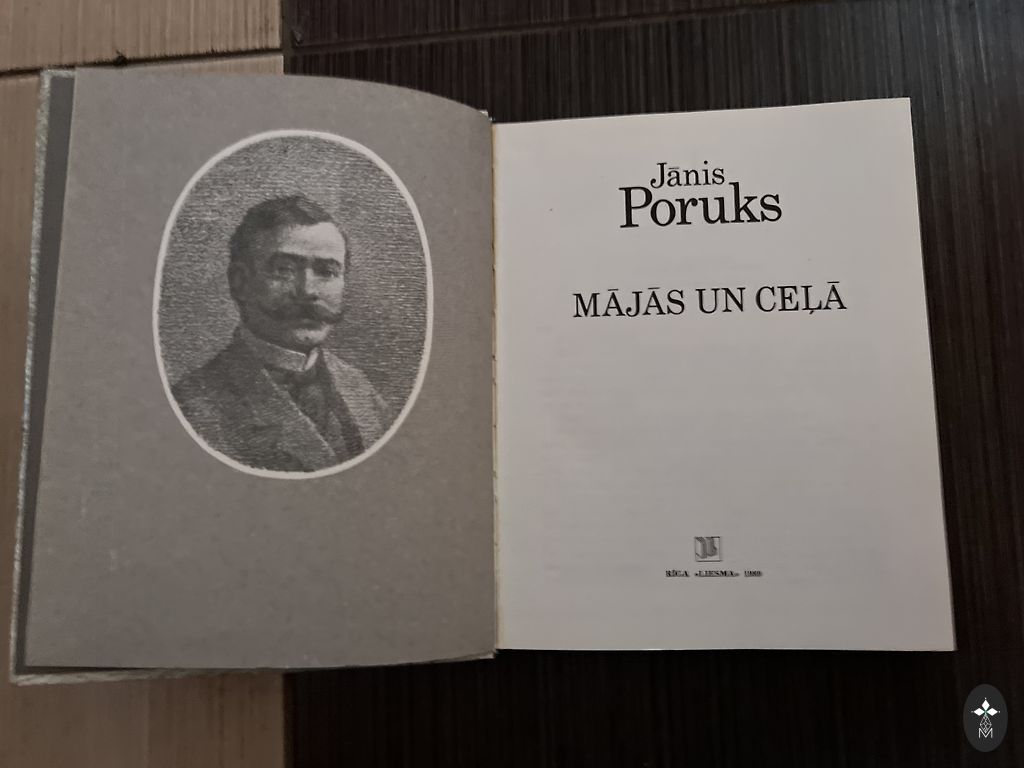 Jānis
Poruks
MĀJĀS UN CEĻĀ
RĪGA «LIESMA» 1989
M